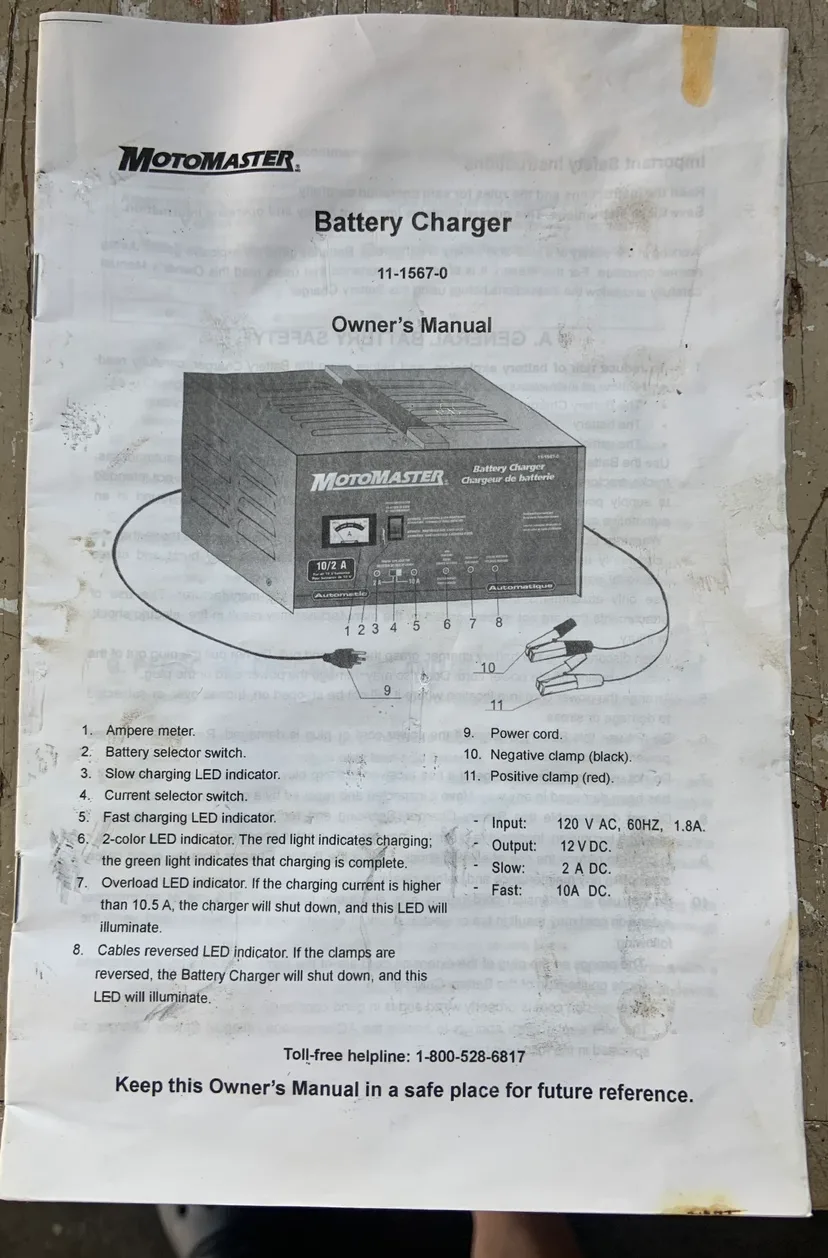 MOTOMASTER®
Battery Charger
11-1567-0
Owner's Manual
11-1567-0
MOTOMASTER®
Battery Charger
Chargeur de batterie
A
10/2 A
2 A
10 A
Automatic
Automatique
1 2 3 4 5 6 7 8
10
9
11
1. Ampere meter.
2. Battery selector switch.
3. Slow charging LED indicator.
4. Current selector switch.
5. Fast charging LED indicator.
6. 2-color LED indicator. The red light indicates charging;
the green light indicates that charging is complete.
7. Overload LED indicator. If the charging current is higher
than 10.5 A, the charger will shut down, and this LED will
illuminate.
8. Cables reversed LED indicator. If the clamps are
reversed, the Battery Charger will shut down, and this
LED will illuminate.
9. Power cord.
10. Negative clamp (black).
11. Positive clamp (red).
- Input: 120 V AC, 60HZ, 1.8A.
- Output: 12 V DC.
- Slow: 2 A DC.
- Fast: 10A DC.
Toll-free helpline: 1-800-528-6817
Keep this Owner's Manual in a safe place for future reference.